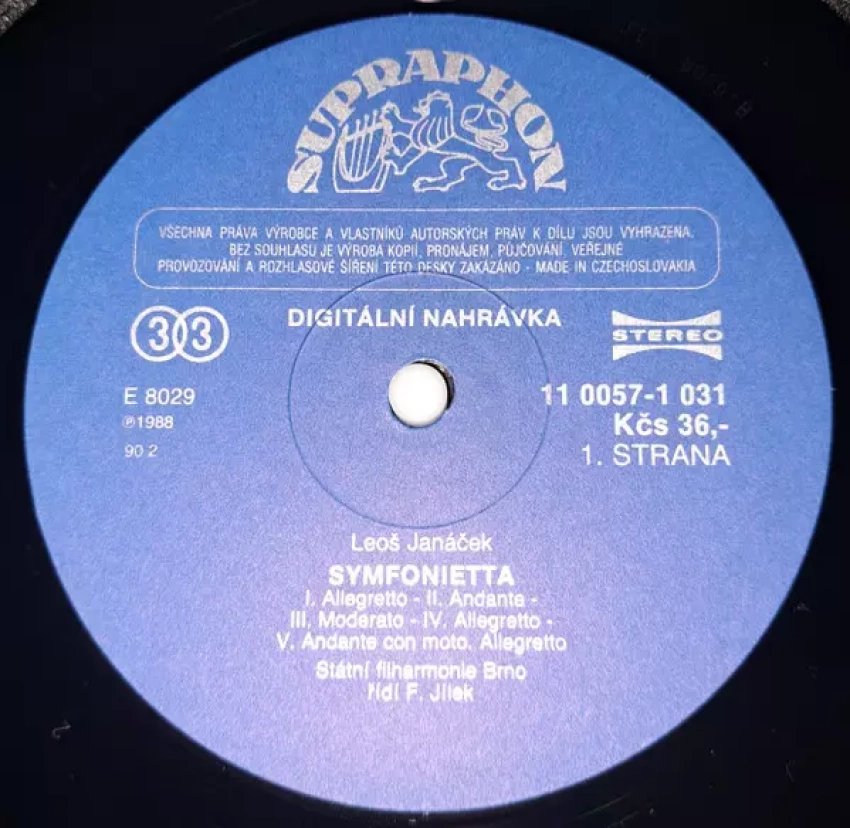 SUPRAPHON
VŠECHNA PRÁVA VÝROBCE A VLASTNÍKŮ AUTORSKÝCH PRÁV K DÍLU JSOU VYHRAZENA.
BEZ SOUHLASU JE VÝROBA KOPIÍ, PRONÁJEM, PŮJČOVÁNÍ, VEŘEJNÉ
PROVOZOVÁNÍ A ROZHLASOVÉ ŠÍŘENÍ TÉTO DESKY ZAKÁZÁNO - MADE IN CZECHOSLOVAKIA
33
DIGITÁLNÍ NAHRÁVKA
STEREO
E 8029
℗1988
90 2
11 0057-1 031
Kčs 36,-
1. STRANA
Leoš Janáček
SYMFONIETTA
I. Allegretto - II. Andante -
III. Moderato - IV. Allegretto -
V. Andante con moto. Allegretto
Státní filharmonie Brno
řídí F. Jílek